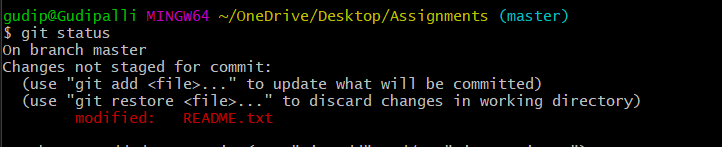 gudip@Gudipalli MINGW64 ~/OneDrive/Desktop/Assignments (master)
$ git status
On branch master
Changes not staged for commit:
  (use "git add <file>..." to update what will be committed)
  (use "git restore <file>..." to discard changes in working directory)
        modified:   README.txt